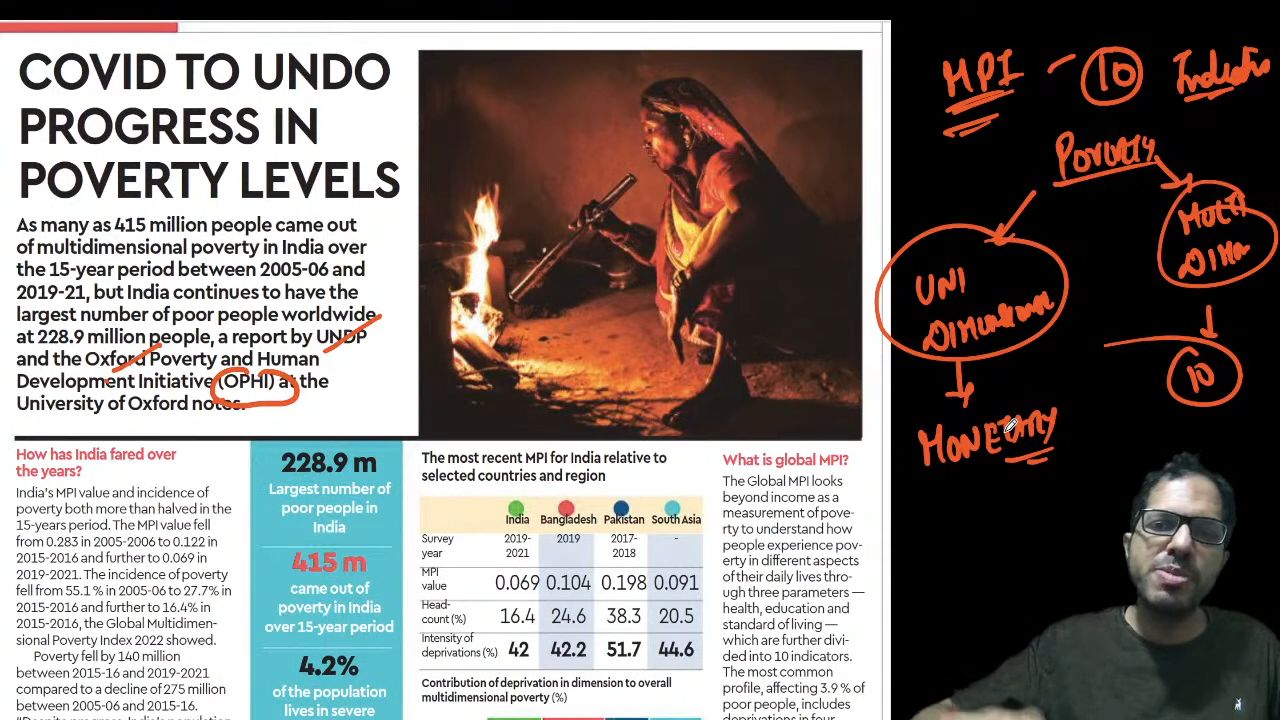 COVID TO UNDO
PROGRESS IN
POVERTY LEVELS
As many as 415 million people came out
of multidimensional poverty in India over
the 15-year period between 2005-06 and
2019-21, but India continues to have the
largest number of poor people worldwide
at 228.9 million people, a report by UNDP
and the Oxford Poverty and Human
Development Initiative (OPHI) at the
University of Oxford notes.
How has India fared over
the years?
India's MPI value and incidence of
poverty both more than halved in the
15-years period. The MPI value fell
from 0.283 in 2005-2006 to 0.122 in
2015-2016 and further to 0.069 in
2019-2021. The incidence of poverty
fell from 55.1 % in 2005-06 to 27.7% in
2015-2016 and further to 16.4% in
2015-2016, the Global Multidimen-
sional Poverty Index 2022 showed.
Poverty fell by 140 million
between 2015-16 and 2019-2021
compared to a decline of 275 million
between 2005-06 and 2015-16.
"Despite progress, India's population
228.9 m
Largest number of
poor people in
India
415 m
came out of
poverty in India
over 15-year period
4.2%
of the population
lives in severe
The most recent MPI for India relative to
selected countries and region
India Bangladesh Pakistan South Asia
Survey year 2019-2021 2019 2017-2018 -
MPI value 0.069 0.104 0.198 0.091
Head-count (%) 16.4 24.6 38.3 20.5
Intensity of deprivations (%) 42 42.2 51.7 44.6
Contribution of deprivation in dimension to overall
multidimensional poverty (%)
What is global MPI?
The Global MPI looks
beyond income as a
measurement of pove-
rty to understand how
people experience pov-
erty in different aspects
of their daily lives thro-
ugh three parameters —
health, education and
standard of living —
which are further divi-
ded into 10 indicators.
The most common
profile, affecting 3.9 % of
poor people, includes
deprivations in four
MPI - 10
POVERTY
UNI
MULTI
DIM
10
MONETARY